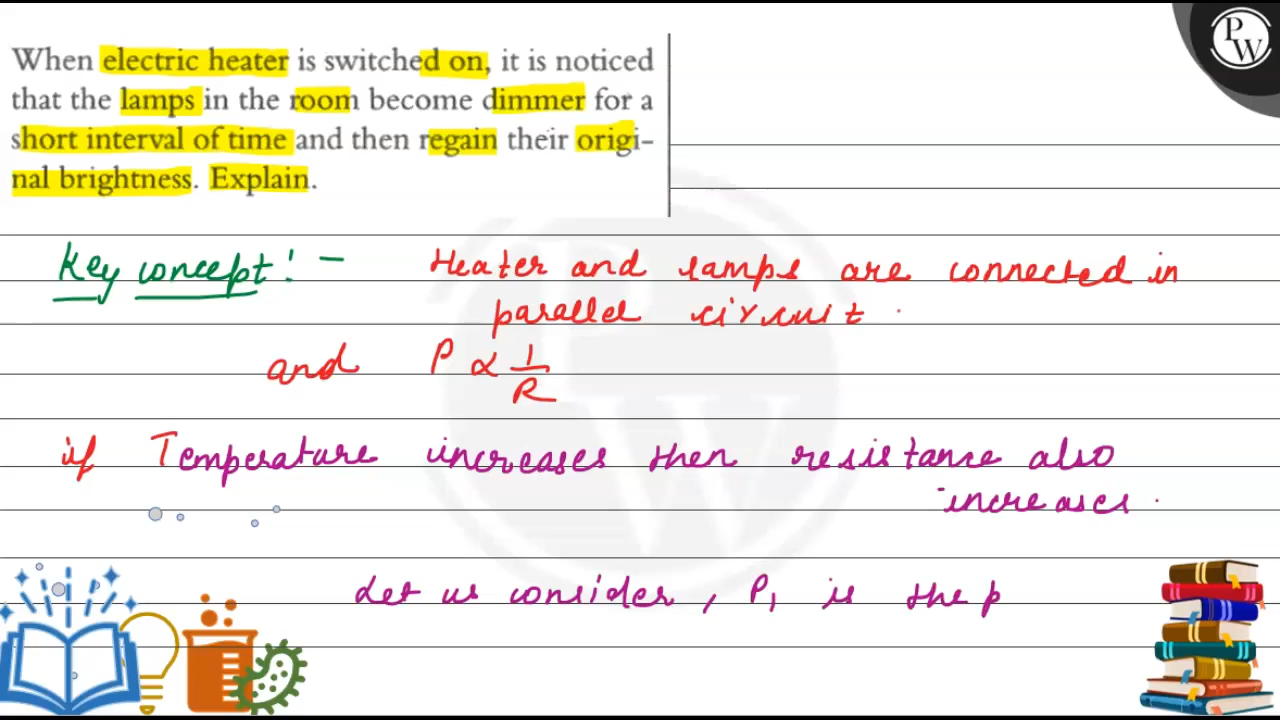 When electric heater is switched on, it is noticed
that the lamps in the room become dimmer for a
short interval of time and then regain their origi-
nal brightness. Explain.
P
W
Key concept! -
Heater and lamps are connected in
parallel circuit.
and P ∝ 1/R
if Temperature increases then resistance also
increases.
Let us consider, P1 is the p